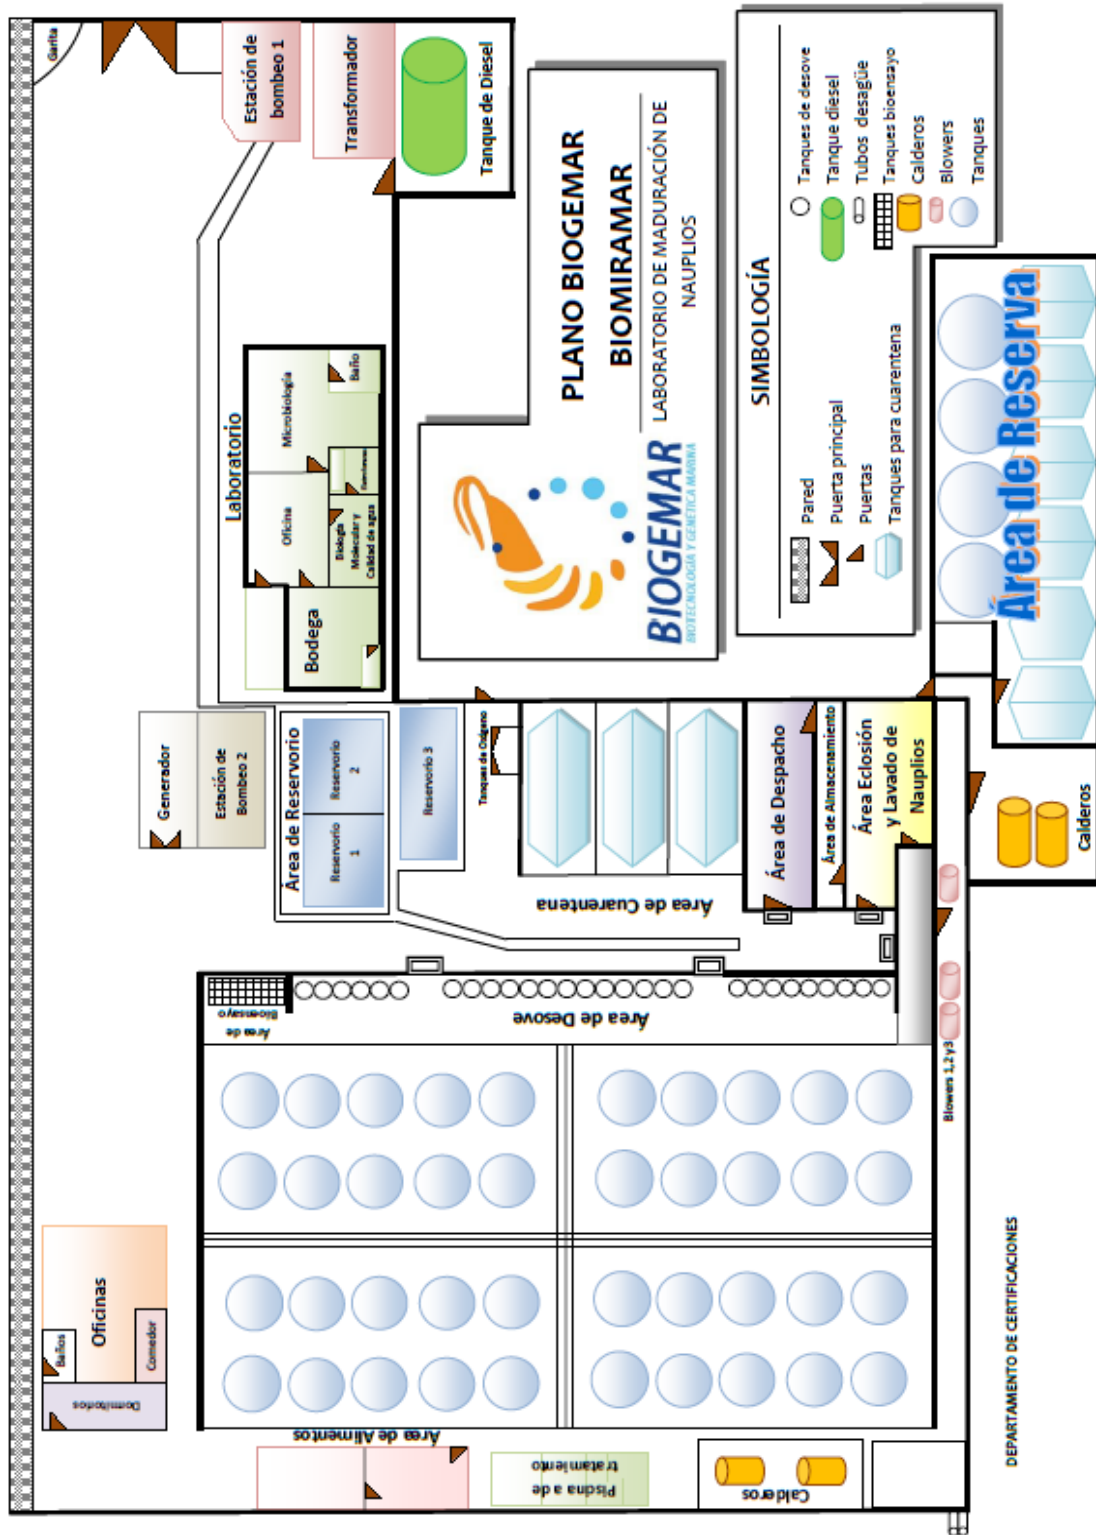 Garita
Estación de
bombeo 1
Transformador
Tanque de Diesel
PLANO BIOGEMAR
BIOMIRAMAR
LABORATORIO DE MADURACIÓN DE
NAUPLIOS
BIOGEMAR
BIOTECNOLOGIA Y GENETICA MARINA
SIMBOLOGÍA
Pared
Puerta principal
Puertas
Tanques para cuarentena
Tanques de desove
Tanque diesel
Tubos desagüe
Tanques bioensayo
Calderos
Blowers
Tanques
Área de Reserva
Laboratorio
Microbiología
Baño
Oficina
Biología
Molecular y
Calidad de agua
Bodega
Generador
Estación de
Bombeo 2
Área de Reservorio
Reservorio
1
Reservorio
2
Reservorio 3
Tanques de Oxígeno
Área de Cuarentena
Área de Despacho
Área de Almacenamiento
Área Eclosión
y Lavado de
Nauplios
Calderos
Blowers 1,2 y3
Área de
Bioensayo
Área de Desove
Oficinas
Baños
Comedor
Dormitorios
Área de Alimentos
Piscina a de
tratamiento
Calderos
DEPARTAMENTO DE CERTIFICACIONES